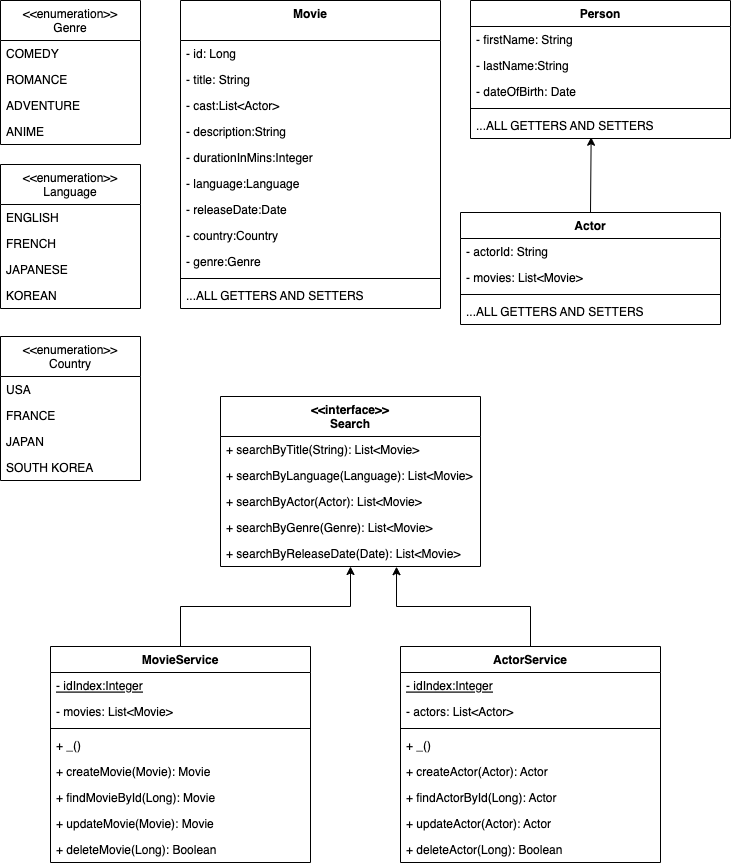 <<enumeration>>
Genre
COMEDY
ROMANCE
ADVENTURE
ANIME
<<enumeration>>
Language
ENGLISH
FRENCH
JAPANESE
KOREAN
<<enumeration>>
Country
USA
FRANCE
JAPAN
SOUTH KOREA
Movie
- id: Long
- title: String
- cast:List<Actor>
- description:String
- durationInMins:Integer
- language:Language
- releaseDate:Date
- country:Country
- genre:Genre
...ALL GETTERS AND SETTERS
Person
- firstName: String
- lastName:String
- dateOfBirth: Date
...ALL GETTERS AND SETTERS
Actor
- actorId: String
- movies: List<Movie>
...ALL GETTERS AND SETTERS
<<interface>>
Search
+ searchByTitle(String): List<Movie>
+ searchByLanguage(Language): List<Movie>
+ searchByActor(Actor): List<Movie>
+ searchByGenre(Genre): List<Movie>
+ searchByReleaseDate(Date): List<Movie>
MovieService
- idIndex:Integer
- movies: List<Movie>
+ _()
+ createMovie(Movie): Movie
+ findMovieById(Long): Movie
+ updateMovie(Movie): Movie
+ deleteMovie(Long): Boolean
ActorService
- idIndex:Integer
- actors: List<Actor>
+ _()
+ createActor(Actor): Actor
+ findActorById(Long): Actor
+ updateActor(Actor): Actor
+ deleteActor(Long): Boolean